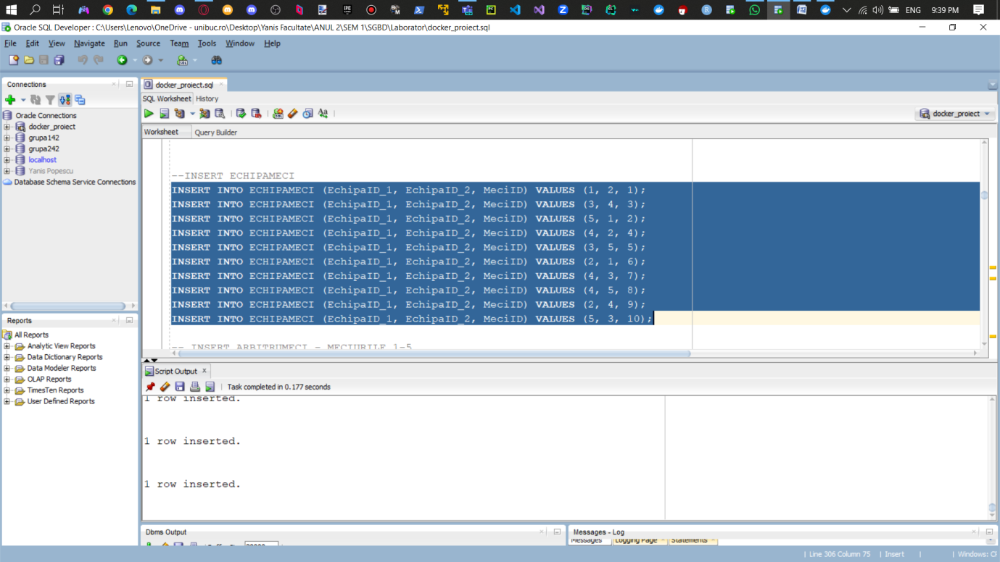 ENG 9:39 PM
Oracle SQL Developer : C:\Users\Lenovo\OneDrive - unibuc.ro\Desktop\Yanis Facultate\ANUL 2\SEM 1\SGBD\Laborator\docker_proiect.sql
File Edit View Navigate Run Source Team Tools Window Help
Connections
docker_proiect.sql
SQL Worksheet History
Oracle Connections
docker_proiect
grupa142
grupa242
localhost
Yanis Popescu
Database Schema Service Connections
docker_proiect
Worksheet Query Builder
--INSERT ECHIPAMECI
INSERT INTO ECHIPAMECI (EchipaID_1, EchipaID_2, MeciID) VALUES (1, 2, 1);
INSERT INTO ECHIPAMECI (EchipaID_1, EchipaID_2, MeciID) VALUES (3, 4, 3);
INSERT INTO ECHIPAMECI (EchipaID_1, EchipaID_2, MeciID) VALUES (5, 1, 2);
INSERT INTO ECHIPAMECI (EchipaID_1, EchipaID_2, MeciID) VALUES (4, 2, 4);
INSERT INTO ECHIPAMECI (EchipaID_1, EchipaID_2, MeciID) VALUES (3, 5, 5);
INSERT INTO ECHIPAMECI (EchipaID_1, EchipaID_2, MeciID) VALUES (2, 1, 6);
INSERT INTO ECHIPAMECI (EchipaID_1, EchipaID_2, MeciID) VALUES (4, 3, 7);
INSERT INTO ECHIPAMECI (EchipaID_1, EchipaID_2, MeciID) VALUES (4, 5, 8);
INSERT INTO ECHIPAMECI (EchipaID_1, EchipaID_2, MeciID) VALUES (2, 4, 9);
INSERT INTO ECHIPAMECI (EchipaID_1, EchipaID_2, MeciID) VALUES (5, 3, 10);
-- INSERT ARBITRUMECI - MECIURILE 1-5
Reports
All Reports
Analytic View Reports
Data Dictionary Reports
Data Modeler Reports
OLAP Reports
TimesTen Reports
User Defined Reports
Script Output
Task completed in 0.177 seconds
1 row inserted.
1 row inserted.
1 row inserted.
Dbms Output
Messages - Log
Messages Logging Page Statements
Line 306 Column 75 Insert Windows: CF